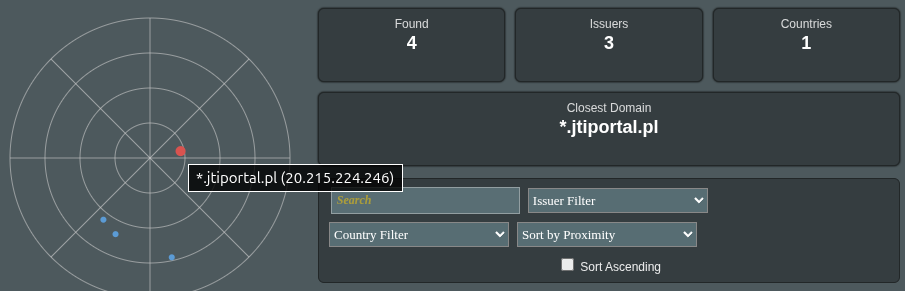 Found
4
Issuers
3
Countries
1
Closest Domain
*.jtiportal.pl
*.jtiportal.pl (20.215.224.246)
Search
Issuer Filter
Country Filter
Sort by Proximity
Sort Ascending